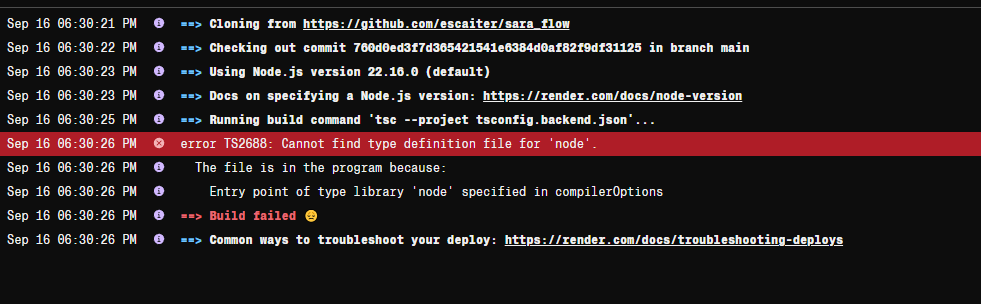 Sep 16 06:30:21 PM ==> Cloning from https://github.com/escaiter/sara_flow
Sep 16 06:30:22 PM ==> Checking out commit 760d0ed3f7d365421541e6384d0af82f9df31125 in branch main
Sep 16 06:30:23 PM ==> Using Node.js version 22.16.0 (default)
Sep 16 06:30:23 PM ==> Docs on specifying a Node.js version: https://render.com/docs/node-version
Sep 16 06:30:25 PM ==> Running build command 'tsc --project tsconfig.backend.json'...
Sep 16 06:30:26 PM error TS2688: Cannot find type definition file for 'node'.
Sep 16 06:30:26 PM The file is in the program because:
Sep 16 06:30:26 PM Entry point of type library 'node' specified in compilerOptions
Sep 16 06:30:26 PM ==> Build failed 😞
Sep 16 06:30:26 PM ==> Common ways to troubleshoot your deploy: https://render.com/docs/troubleshooting-deploys